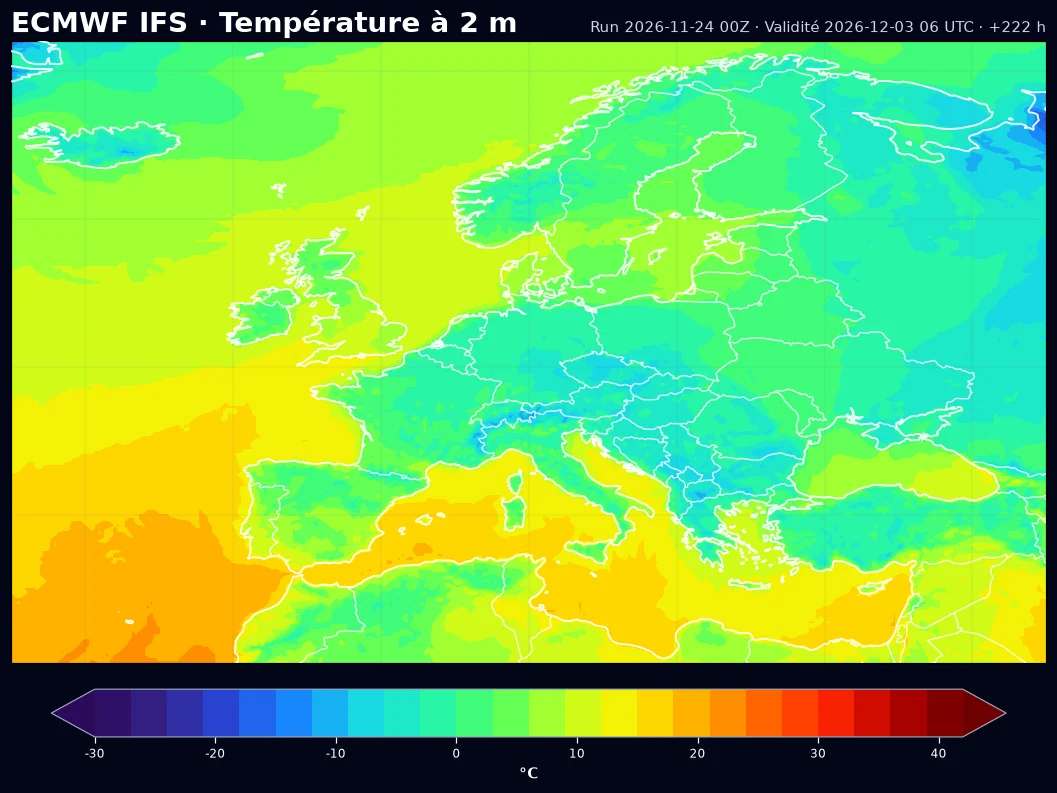 ECMWF IFS · Température à 2 m
Run 2026-11-24 00Z · Validité 2026-12-03 06 UTC · +222 h
-30 -20 -10 0 10 20 30 40
°C